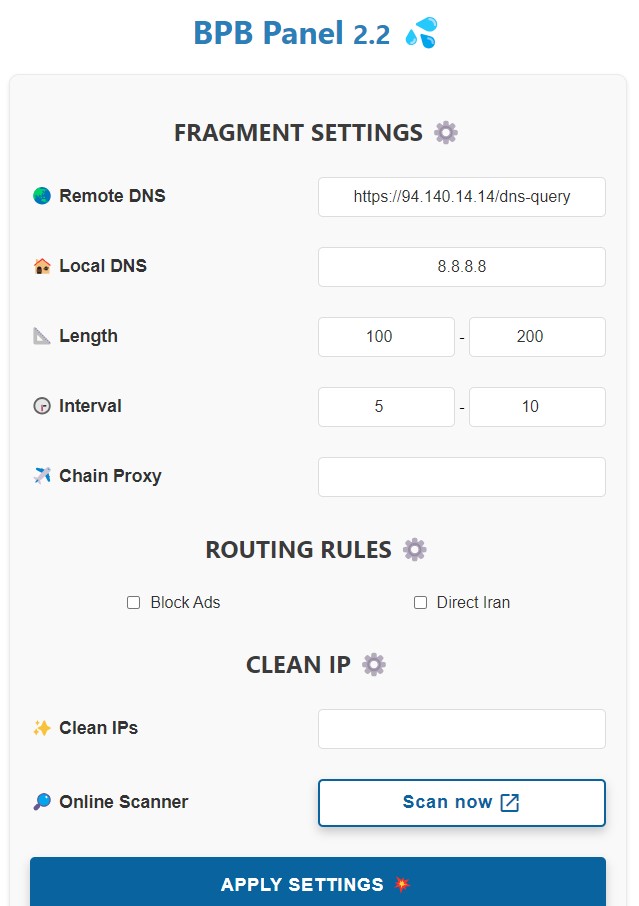 BPB Panel 2.2 💦
FRAGMENT SETTINGS ⚙️
🌏 Remote DNS https://94.140.14.14/dns-query
🏠 Local DNS 8.8.8.8
📐 Length 100 - 200
🕞 Interval 5 - 10
✈️ Chain Proxy
ROUTING RULES ⚙️
Block Ads Direct Iran
CLEAN IP ⚙️
✨ Clean IPs
🔎 Online Scanner Scan now
APPLY SETTINGS 💥